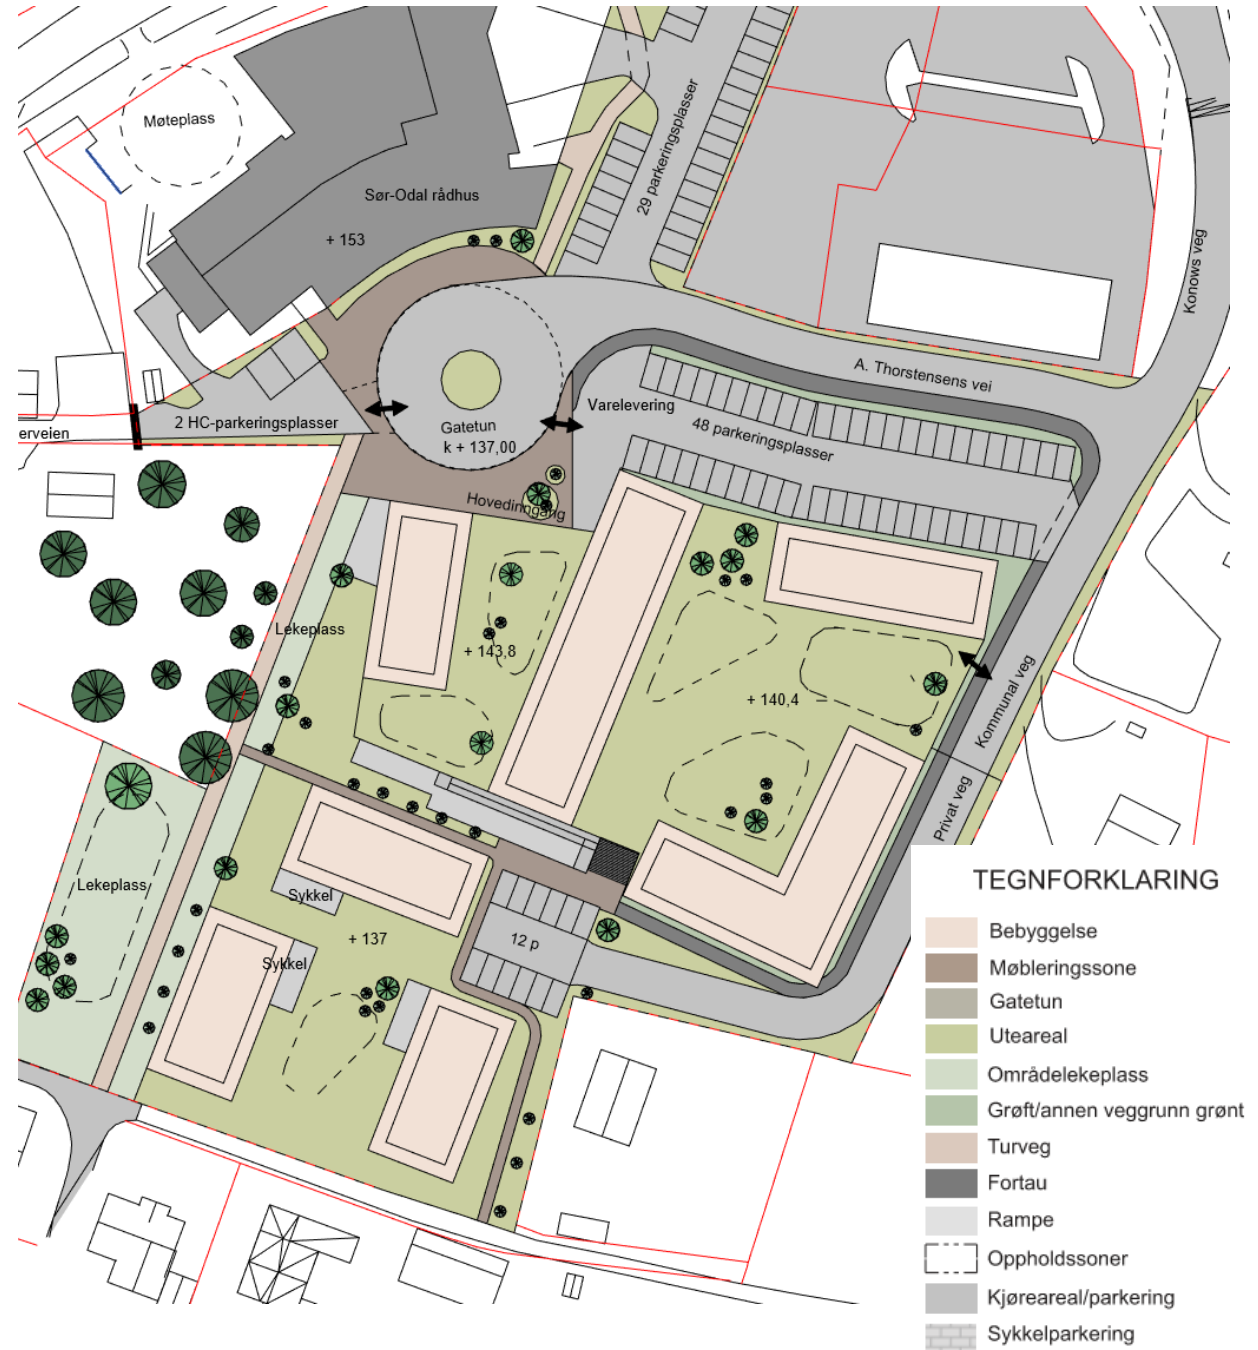 Møteplass
29 parkeringsplasser
Sør-Odal rådhus
+ 153
Konows veg
A. Thorstensens vei
Varelevering
2 HC-parkeringsplasser
Gatetun
k + 137,00
48 parkeringsplasser
erveien
Hovedinngang
Lekeplass
+ 143,8
+ 140,4
Kommunal veg
Privat veg
Lekeplass
Sykkel
+ 137
12 p
Sykkel
TEGNFORKLARING
Bebyggelse
Møbleringssone
Gatetun
Uteareal
Områdelekeplass
Grøft/annen veggrunn grønt
Turveg
Fortau
Rampe
Oppholdssoner
Kjøreareal/parkering
Sykkelparkering